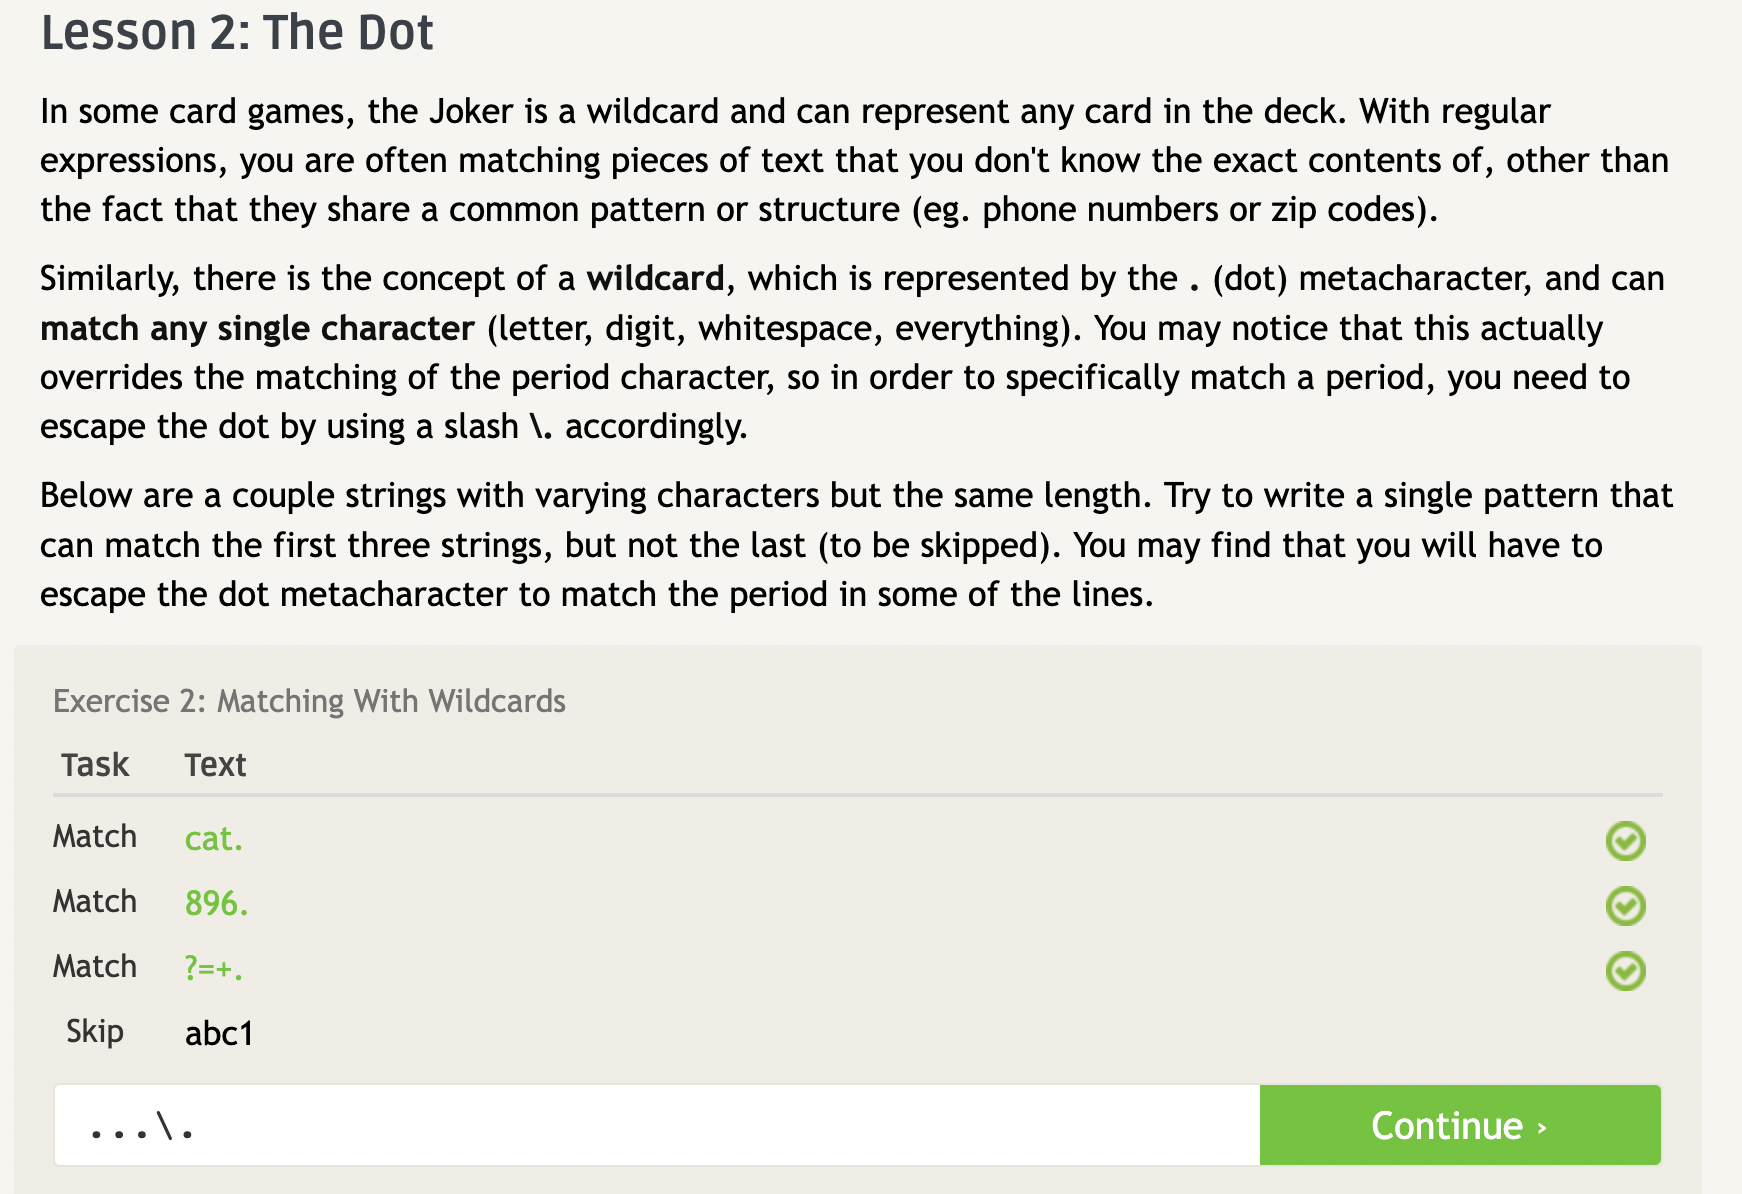 Lesson 2: The Dot
In some card games, the Joker is a wildcard and can represent any card in the deck. With regular
expressions, you are often matching pieces of text that you don't know the exact contents of, other than
the fact that they share a common pattern or structure (eg. phone numbers or zip codes).
Similarly, there is the concept of a wildcard, which is represented by the . (dot) metacharacter, and can
match any single character (letter, digit, whitespace, everything). You may notice that this actually
overrides the matching of the period character, so in order to specifically match a period, you need to
escape the dot by using a slash \. accordingly.
Below are a couple strings with varying characters but the same length. Try to write a single pattern that
can match the first three strings, but not the last (to be skipped). You may find that you will have to
escape the dot metacharacter to match the period in some of the lines.
Exercise 2: Matching With Wildcards
Task Text
Match cat.
Match 896.
Match ?=+.
Skip abc1
...\. Continue ›